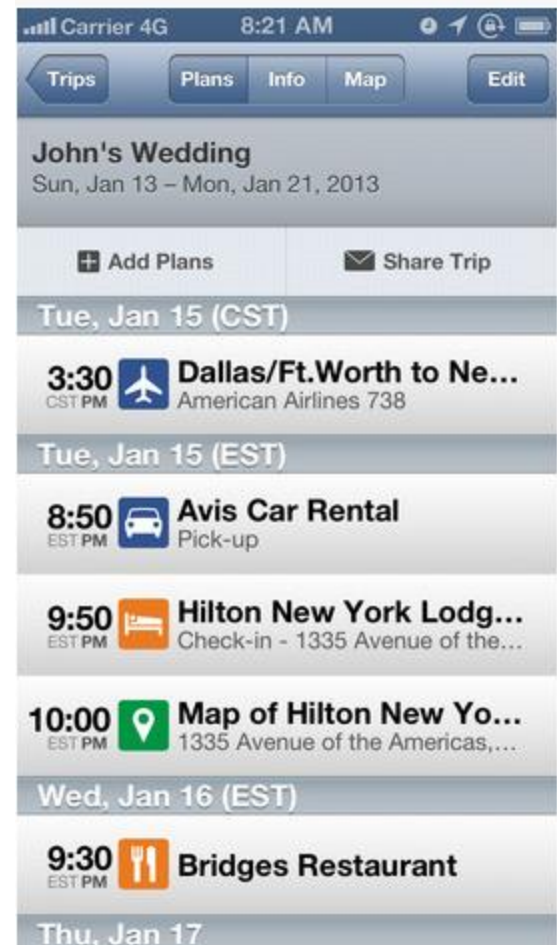 Carrier 4G 8:21 AM
Trips Plans Info Map Edit
John's Wedding
Sun, Jan 13 – Mon, Jan 21, 2013
Add Plans Share Trip
Tue, Jan 15 (CST)
3:30 Dallas/Ft.Worth to Ne...
CST PM American Airlines 738
Tue, Jan 15 (EST)
8:50 Avis Car Rental
EST PM Pick-up
9:50 Hilton New York Lodg...
EST PM Check-in - 1335 Avenue of the...
10:00 Map of Hilton New Yo...
EST PM 1335 Avenue of the Americas,...
Wed, Jan 16 (EST)
9:30 Bridges Restaurant
EST PM
Thu, Jan 17